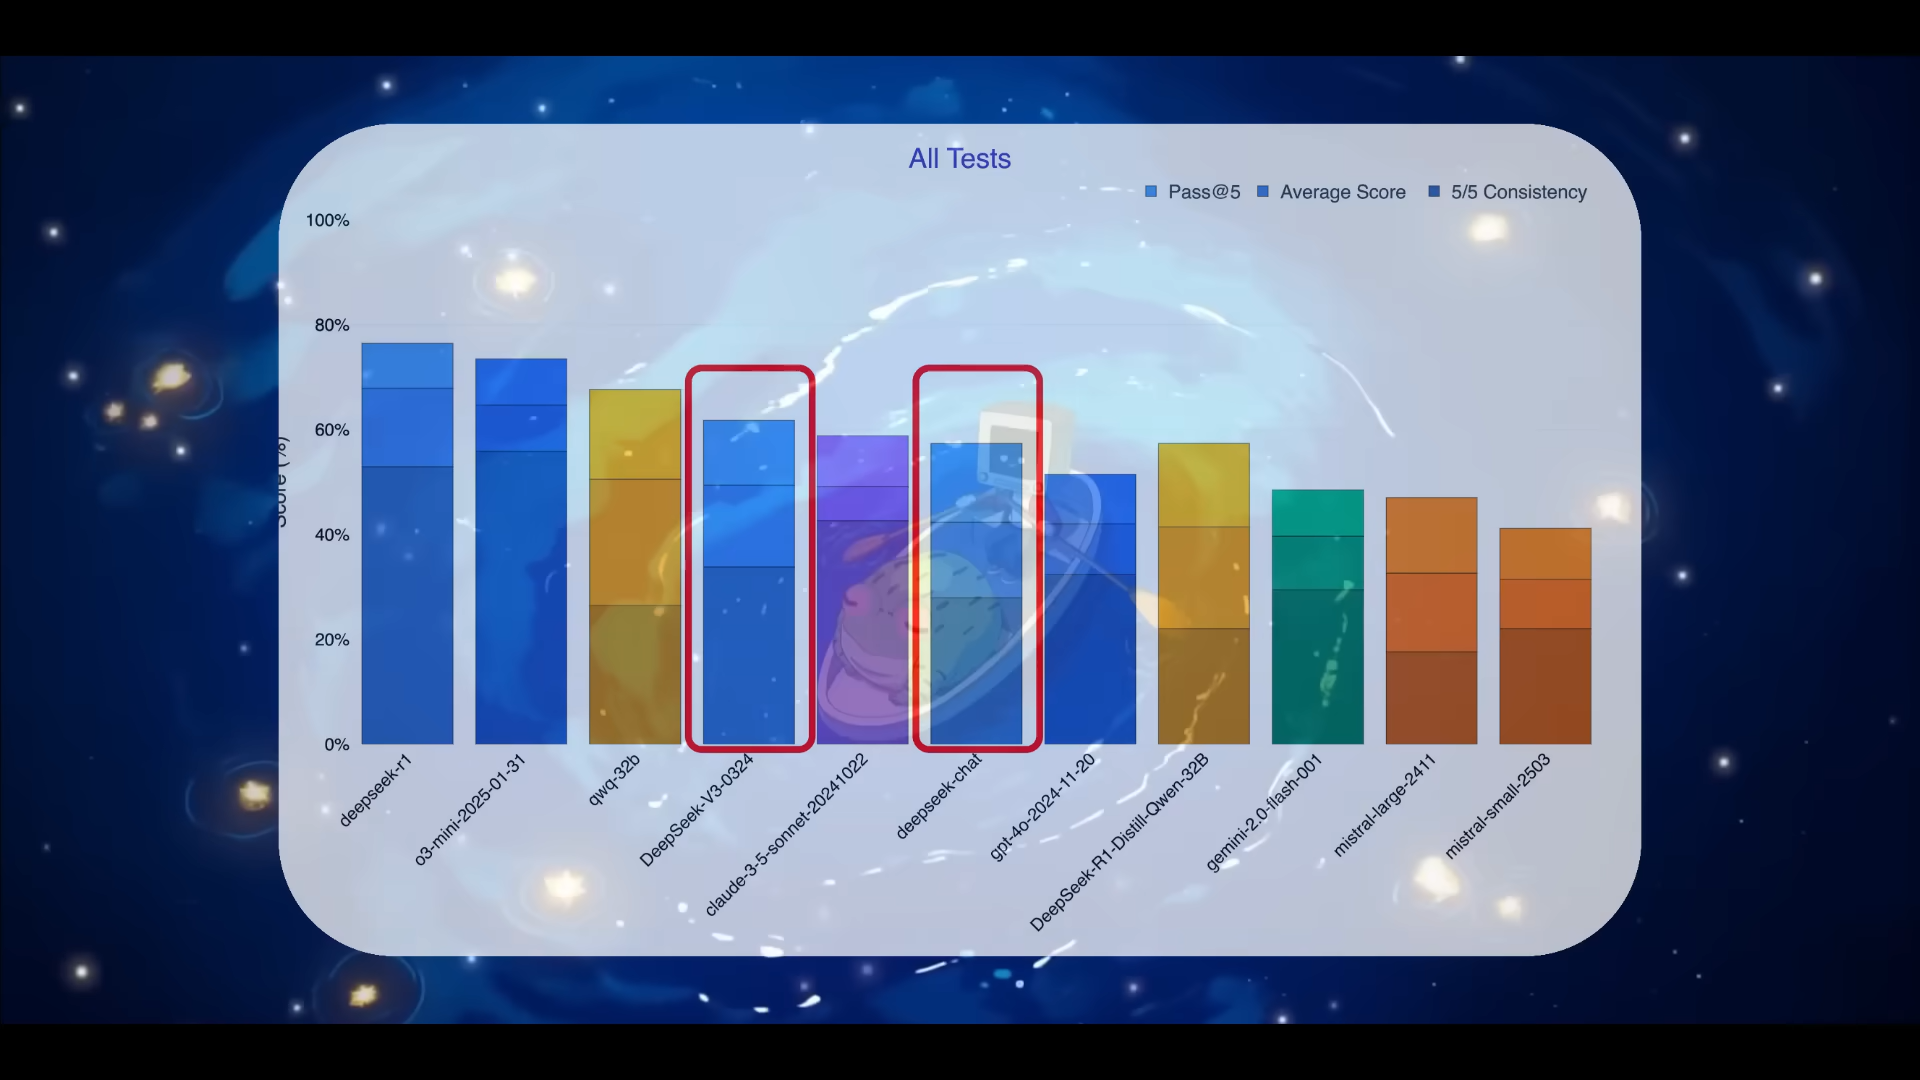 All Tests
Pass@5 Average Score 5/5 Consistency
100%
80%
60%
40%
20%
0%
Score (%)
deepseek-r1
o3-mini-2025-01-31
qwq-32b
DeepSeek-V3-0324
claude-3-5-sonnet-20241022
deepseek-chat
gpt-4o-2024-11-20
DeepSeek-R1-Distill-Qwen-32B
gemini-2.0-flash-001
mistral-large-2411
mistral-small-2503